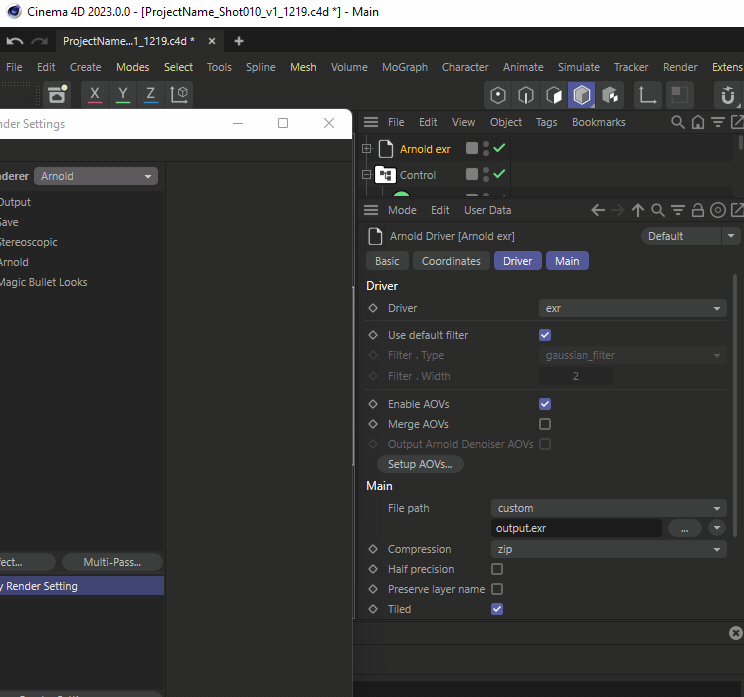 Cinema 4D 2023.0.0 - [ProjectName_Shot010_v1_1219.c4d *] - Main
ProjectName...1_1219.c4d *
File Edit Create Modes Select Tools Spline Mesh Volume MoGraph Character Animate Simulate Tracker Render Extens
X Y Z
nder Settings
File Edit View Object Tags Bookmarks
Arnold exr
Control
nderer Arnold
Output
Save
Stereoscopic
Arnold
Magic Bullet Looks
Mode Edit User Data
Arnold Driver [Arnold exr] Default
Basic Coordinates Driver Main
Driver
Driver exr
Use default filter
Filter . Type gaussian_filter
Filter . Width 2
Enable AOVs
Merge AOVs
Output Arnold Denoiser AOVs
Setup AOVs...
Main
File path custom
output.exr ...
Compression zip
Half precision
Preserve layer name
Tiled
fect... Multi-Pass...
y Render Setting